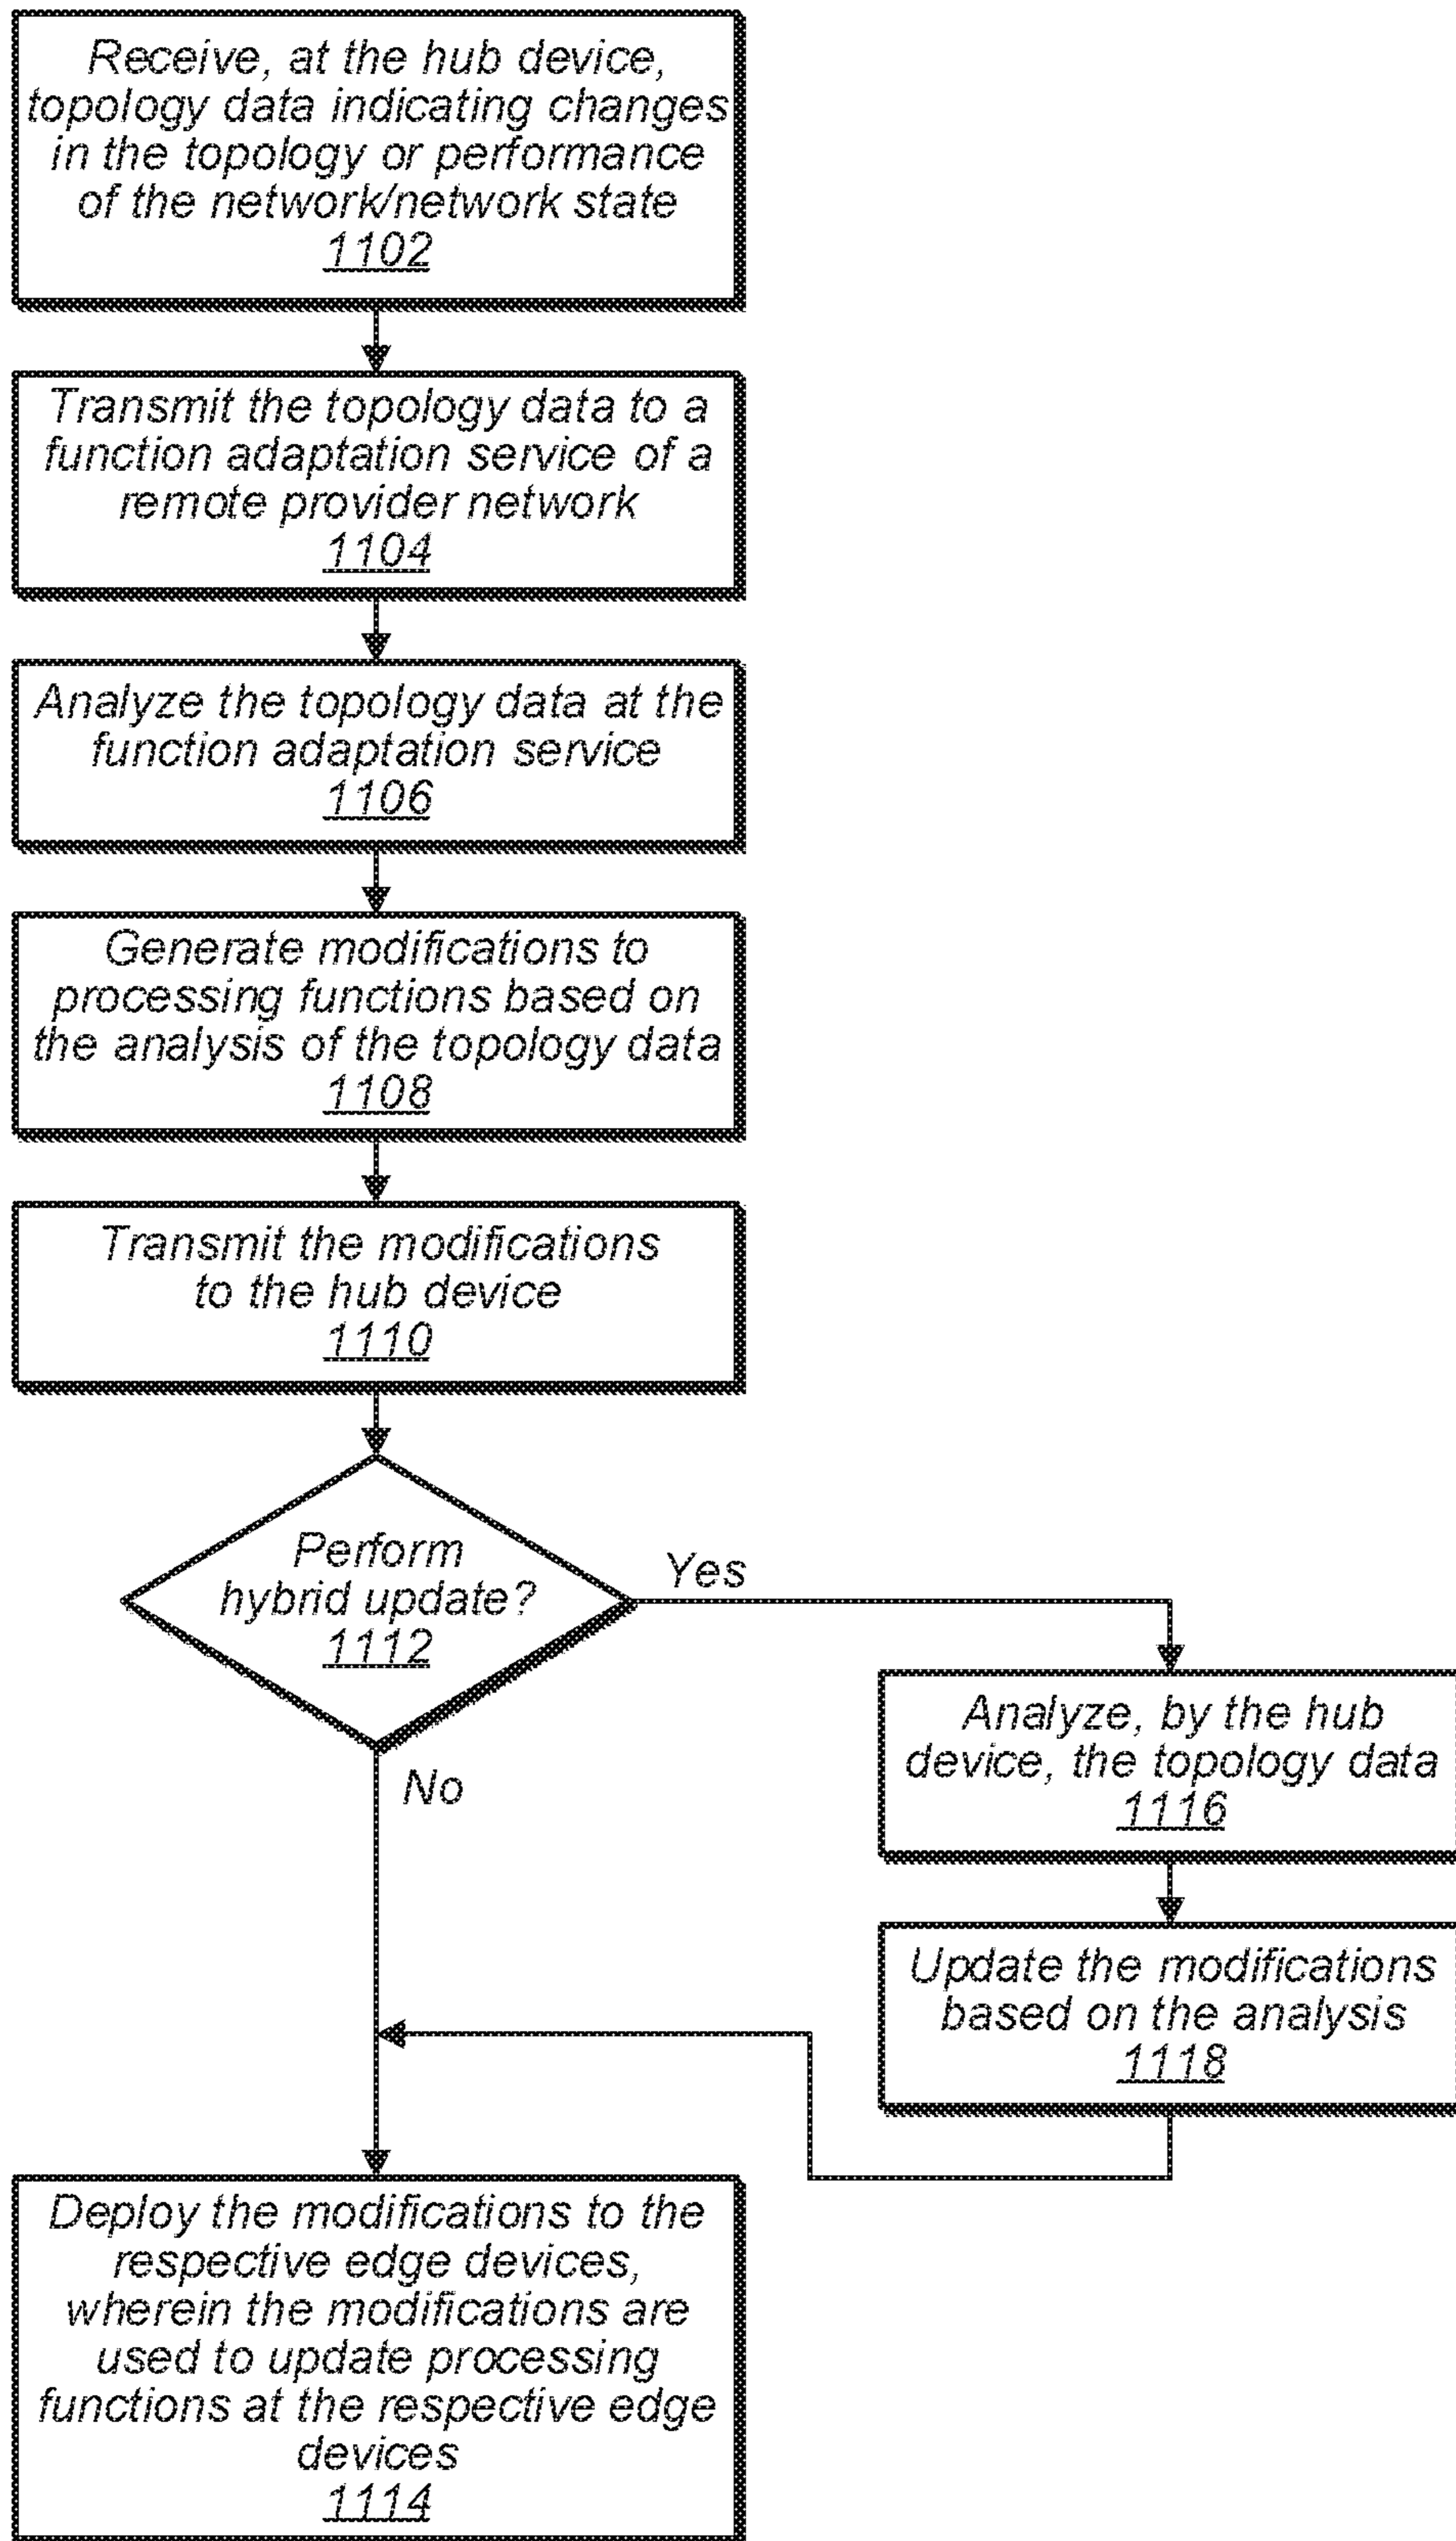 Receive, at the hub device,
topology data indicating changes
in the topology or performance
of the network/network state
1102
Transmit the topology data to a
function adaptation service of a
remote provider network
1104
Analyze the topology data at the
function adaptation service
1106
Generate modifications to
processing functions based on
the analysis of the topology data
1108
Transmit the modifications
to the hub device
1110
Perform
hybrid update?
1112
Yes
No
Analyze, by the hub
device, the topology data
1116
Update the modifications
based on the analysis
1118
Deploy the modifications to the
respective edge devices,
wherein the modifications are
used to update processing
functions at the respective edge
devices
1114